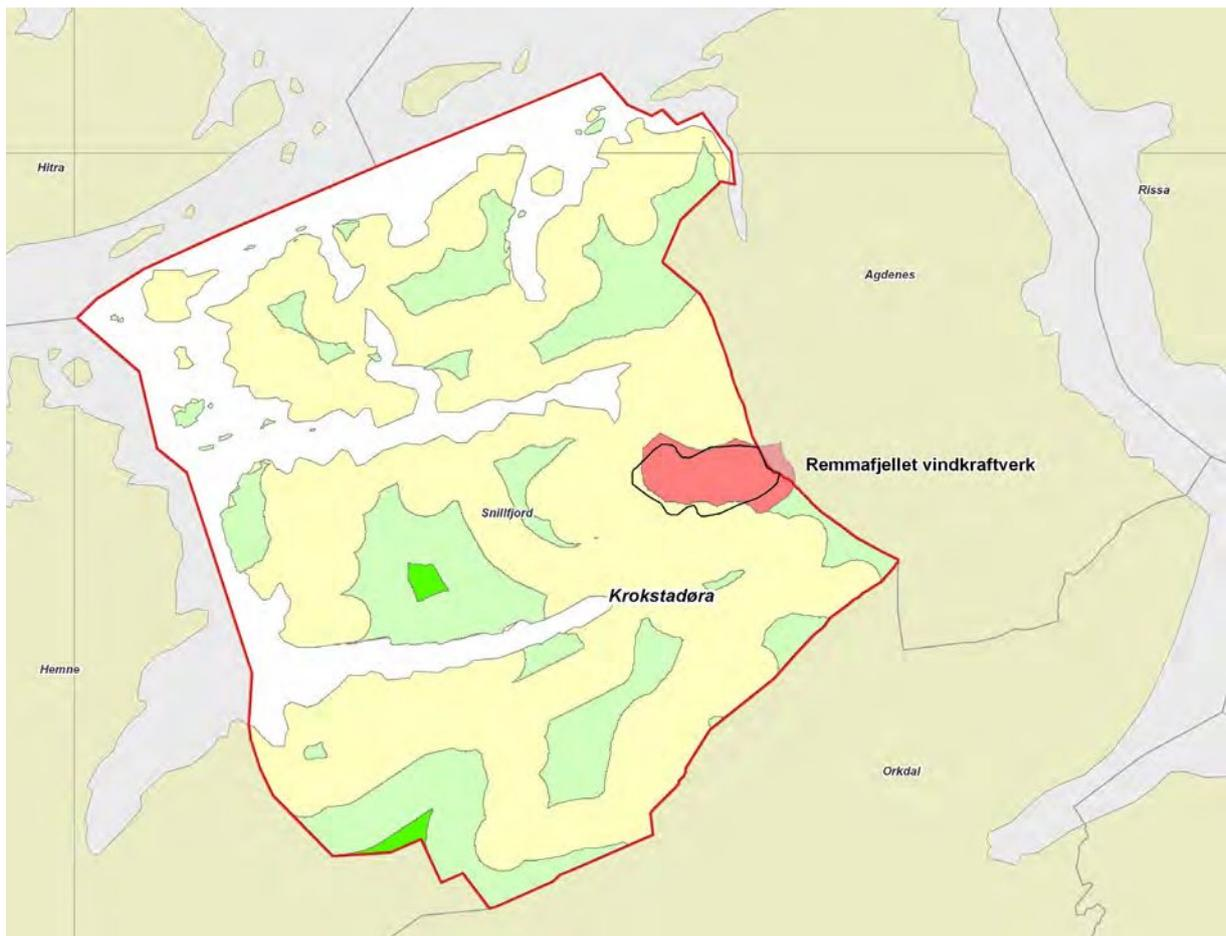 Hitra
Rissa
Agdenes
Remmafjellet vindkraftverk
Snillfjord
Krokstadøra
Hemne
Orkdal